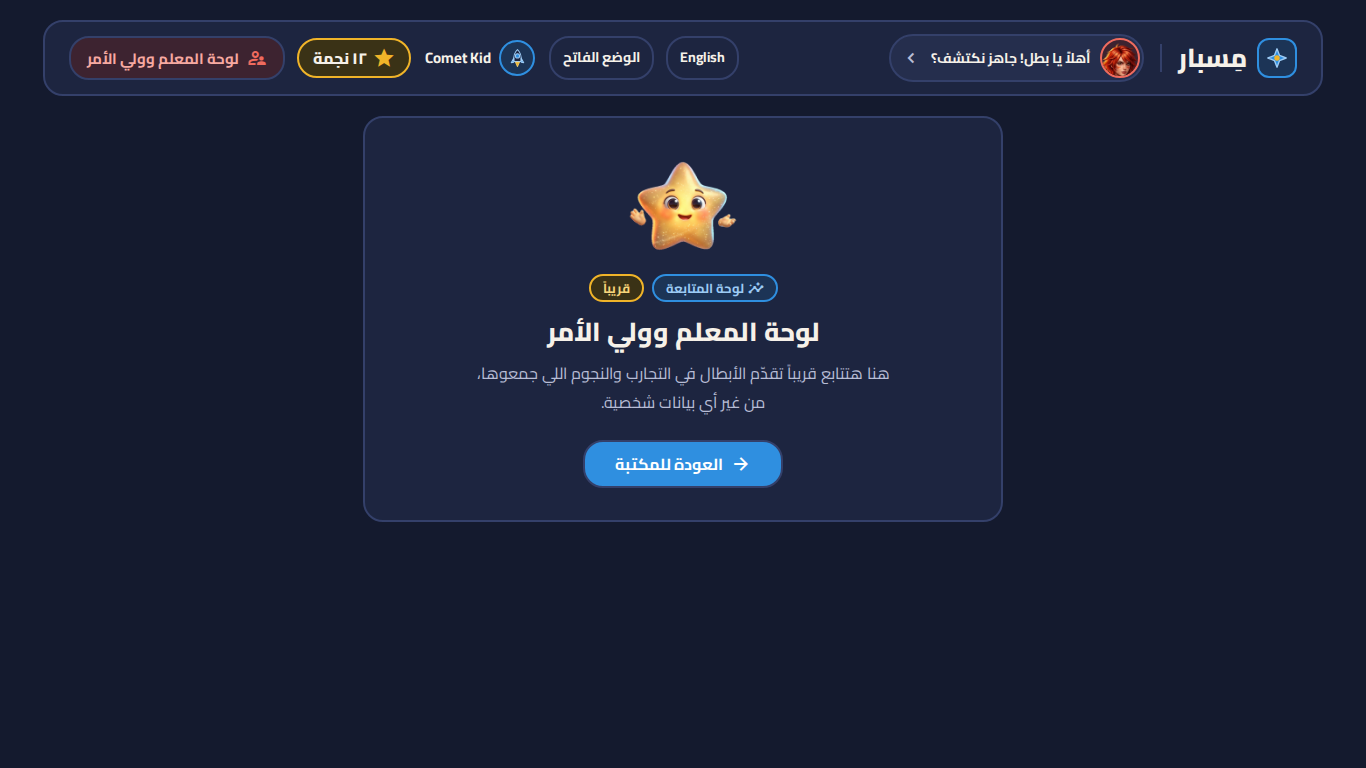 مِسبار
أهلاً يا بطل! جاهز نكتشف؟
English
الوضع الفاتح
Comet Kid
١٢ نجمة
لوحة المعلم وولي الأمر
لوحة المتابعة
قريباً
لوحة المعلم وولي الأمر
هنا هتتابع قريباً تقدّم الأبطال في التجارب والنجوم اللي جمعوها،
من غير أي بيانات شخصية.
العودة للمكتبة